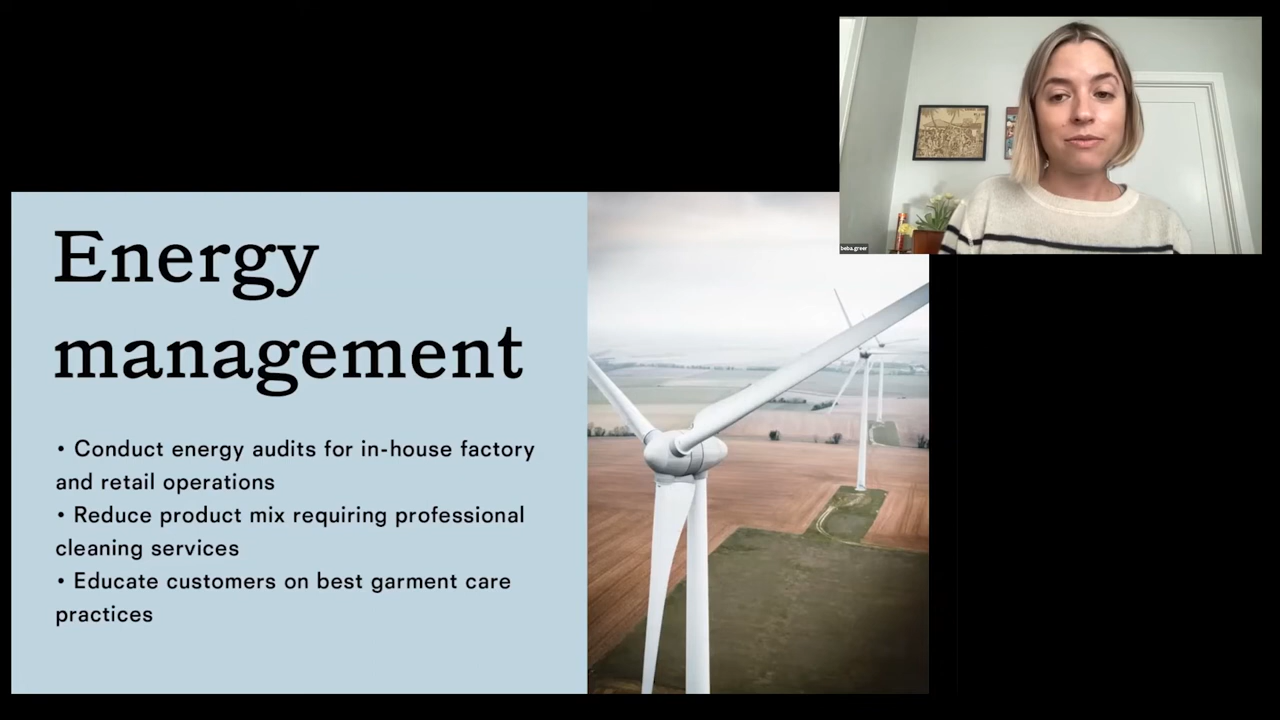 Energy
management
• Conduct energy audits for in-house factory
and retail operations
• Reduce product mix requiring professional
cleaning services
• Educate customers on best garment care
practices
beba.greer